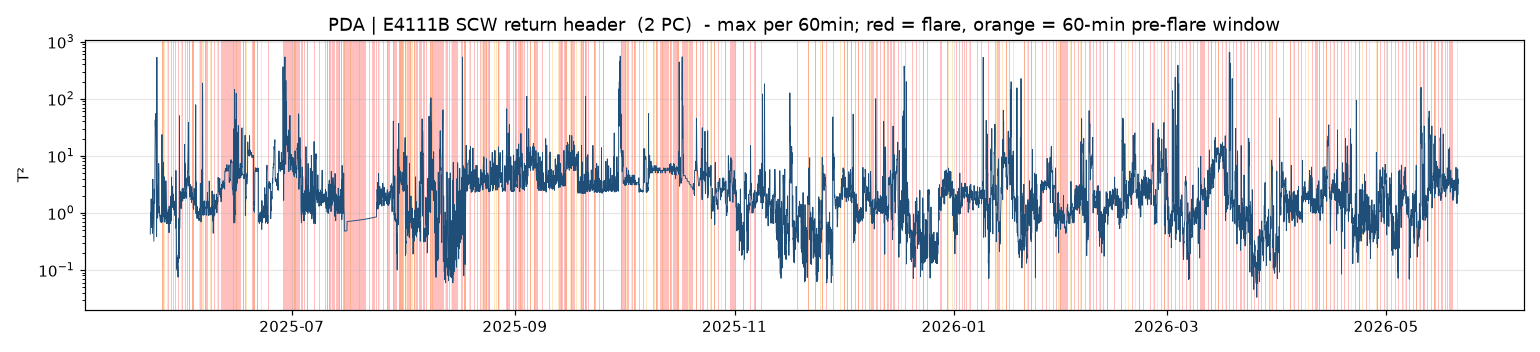 PDA | E4111B SCW return header  (2 PC)  - max per 60min; red = flare, orange = 60-min pre-flare window
T²
10³
10²
10¹
10⁰
10⁻¹
2025-07 2025-09 2025-11 2026-01 2026-03 2026-05